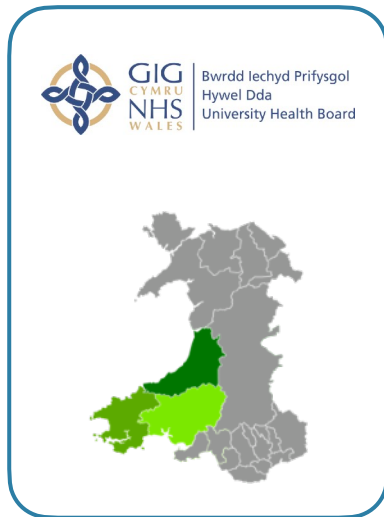 GIG
CYMRU
NHS
WALES
Bwrdd Iechyd Prifysgol
Hywel Dda
University Health Board